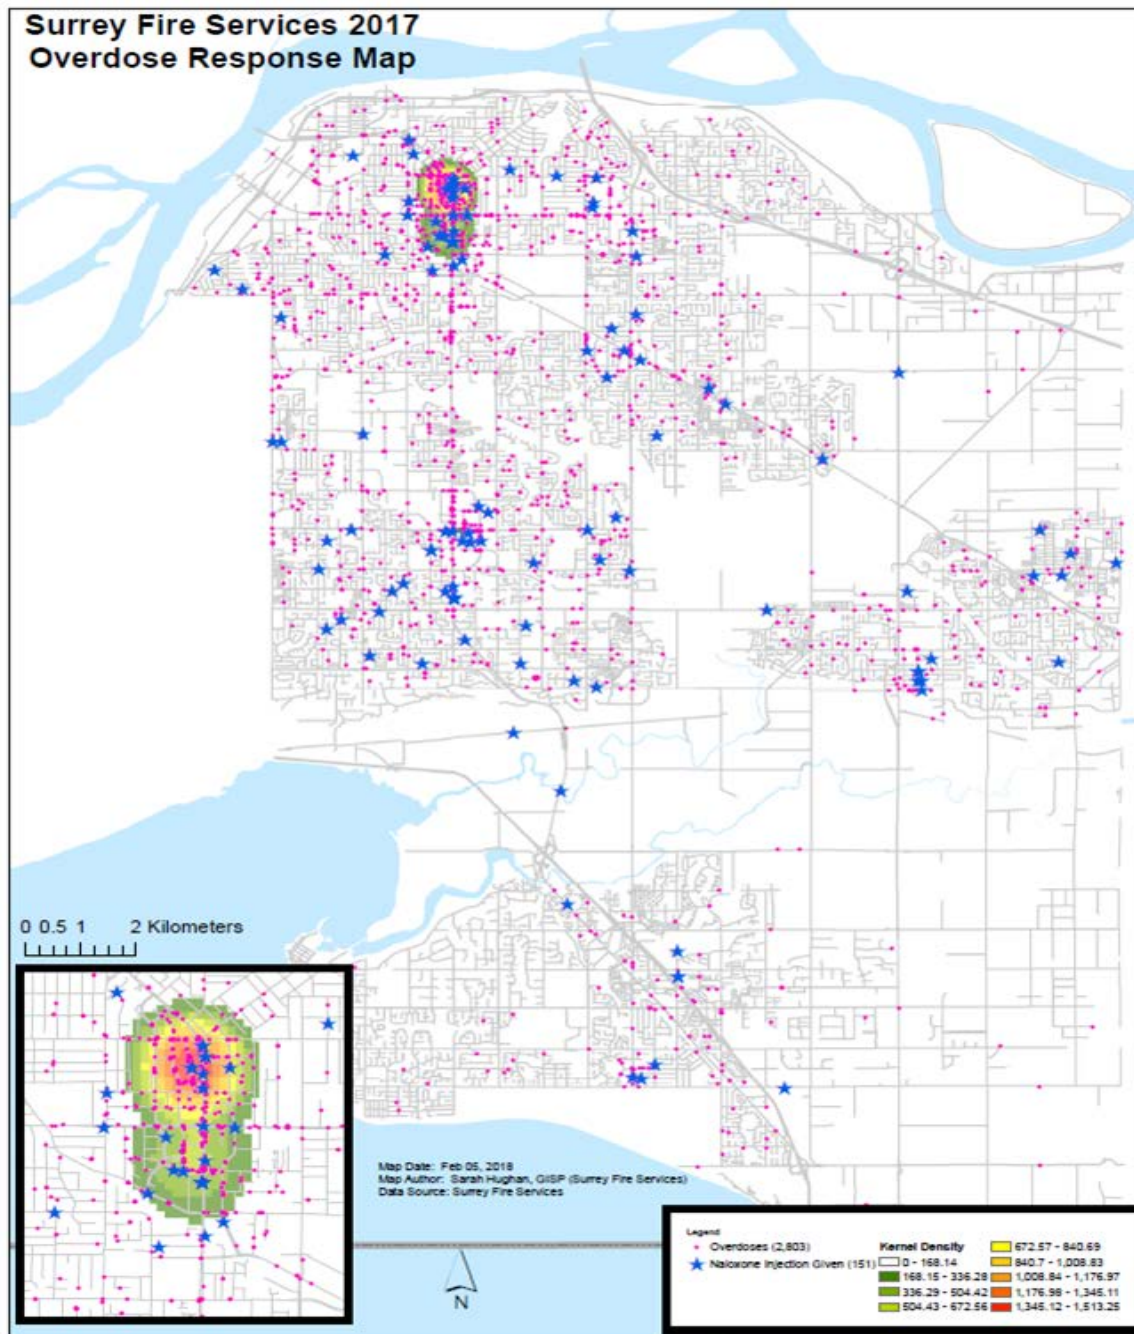 Surrey Fire Services 2017
Overdose Response Map
0 0.5 1 2 Kilometers
Map Date: Feb 05, 2018
Map Author: Sarah Hughan, GISP (Surrey Fire Services)
Data Source: Surrey Fire Services
N
Legend
Overdoses (2,803)
Naloxone Injection Given (151)
Kernel Density
0 - 168.14
168.15 - 336.28
336.29 - 504.42
504.43 - 672.56
672.57 - 840.69
840.7 - 1,008.83
1,008.84 - 1,176.97
1,176.98 - 1,345.11
1,345.12 - 1,513.25